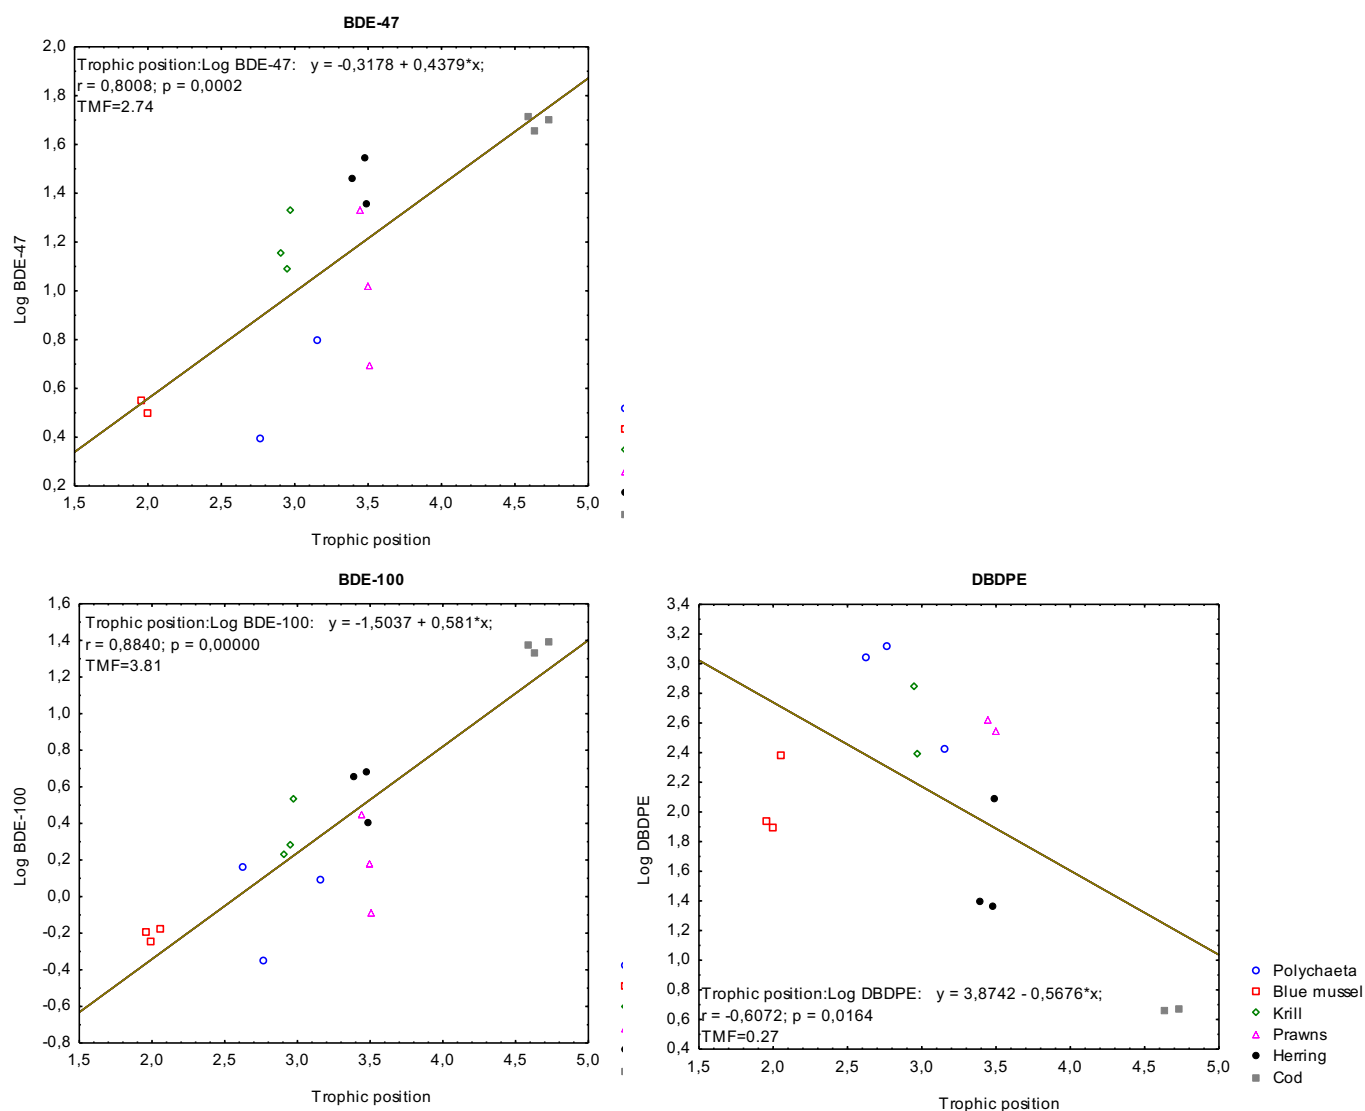 BDE-47
2,0
Trophic position:Log BDE-47: y = -0,3178 + 0,4379*x;
r = 0,8008; p = 0,0002
TMF=2.74
1,8
1,6
1,4
1,2
1,0
0,8
0,6
0,4
0,2
Log BDE-47
1,5 2,0 2,5 3,0 3,5 4,0 4,5 5,0
Trophic position
BDE-100
1,6
Trophic position:Log BDE-100: y = -1,5037 + 0,581*x;
r = 0,8840; p = 0,00000
TMF=3.81
1,4
1,2
1,0
0,8
0,6
0,4
0,2
0,0
-0,2
-0,4
-0,6
-0,8
Log BDE-100
1,5 2,0 2,5 3,0 3,5 4,0 4,5 5,0
Trophic position
DBDPE
3,4
3,2
3,0
2,8
2,6
2,4
2,2
2,0
1,8
1,6
1,4
1,2
1,0
0,8
0,6
0,4
Log DBDPE
Trophic position:Log DBDPE: y = 3,8742 - 0,5676*x;
r = -0,6072; p = 0,0164
TMF=0.27
1,5 2,0 2,5 3,0 3,5 4,0 4,5 5,0
Trophic position
Polychaeta
Blue mussel
Krill
Prawns
Herring
Cod